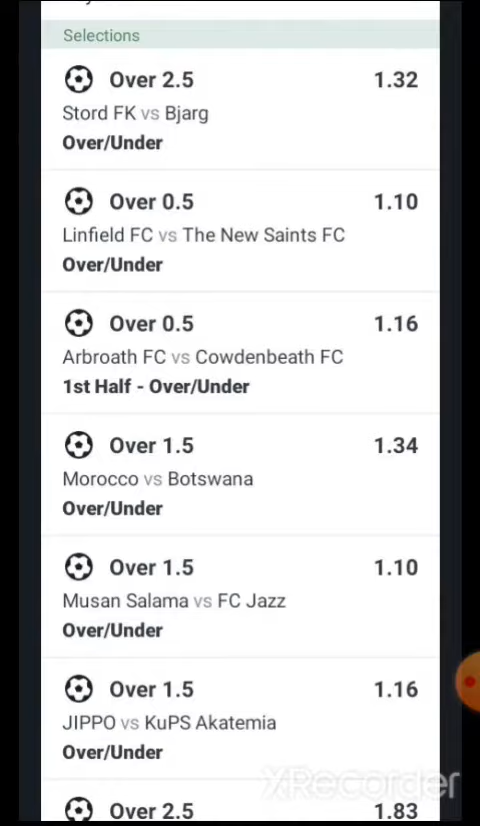 Selections
Over 2.5 1.32
Stord FK vs Bjarg
Over/Under
Over 0.5 1.10
Linfield FC vs The New Saints FC
Over/Under
Over 0.5 1.16
Arbroath FC vs Cowdenbeath FC
1st Half - Over/Under
Over 1.5 1.34
Morocco vs Botswana
Over/Under
Over 1.5 1.10
Musan Salama vs FC Jazz
Over/Under
Over 1.5 1.16
JIPPO vs KuPS Akatemia
Over/Under
XRecorder
Over 2.5 1.83